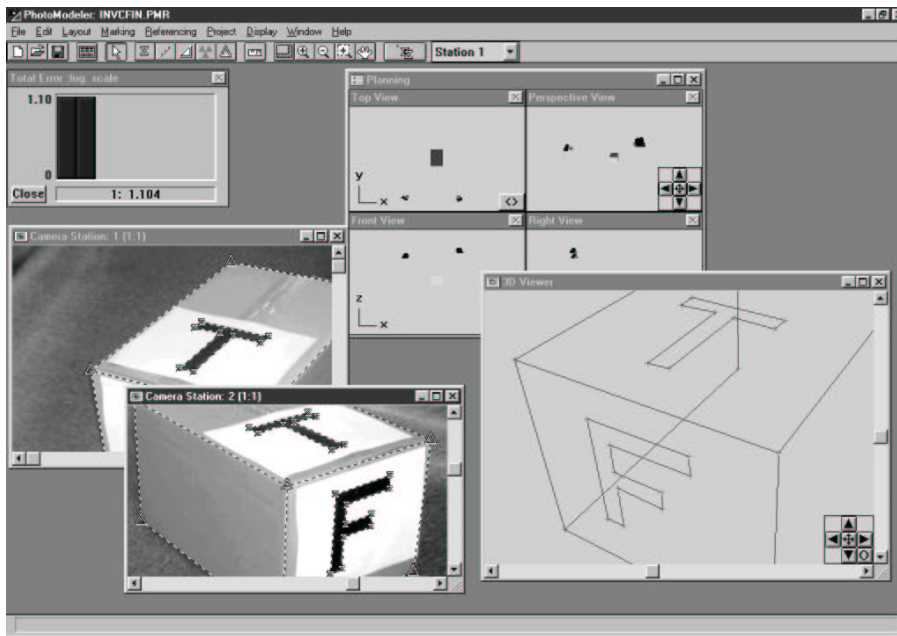 PhotoModeler: INVCFIN.PMR
File Edit Layout Marking Referencing Project Display Window Help
Station 1
Total Error :log. scale
1.10
0
Close
1: 1.104
Planning
Top View
Perspective View
y
x
<>
Front View
Right View
z
x
Camera Station: 1 (1:1)
T
Camera Station: 2 (1:1)
T
F
3D Viewer
T
F
O